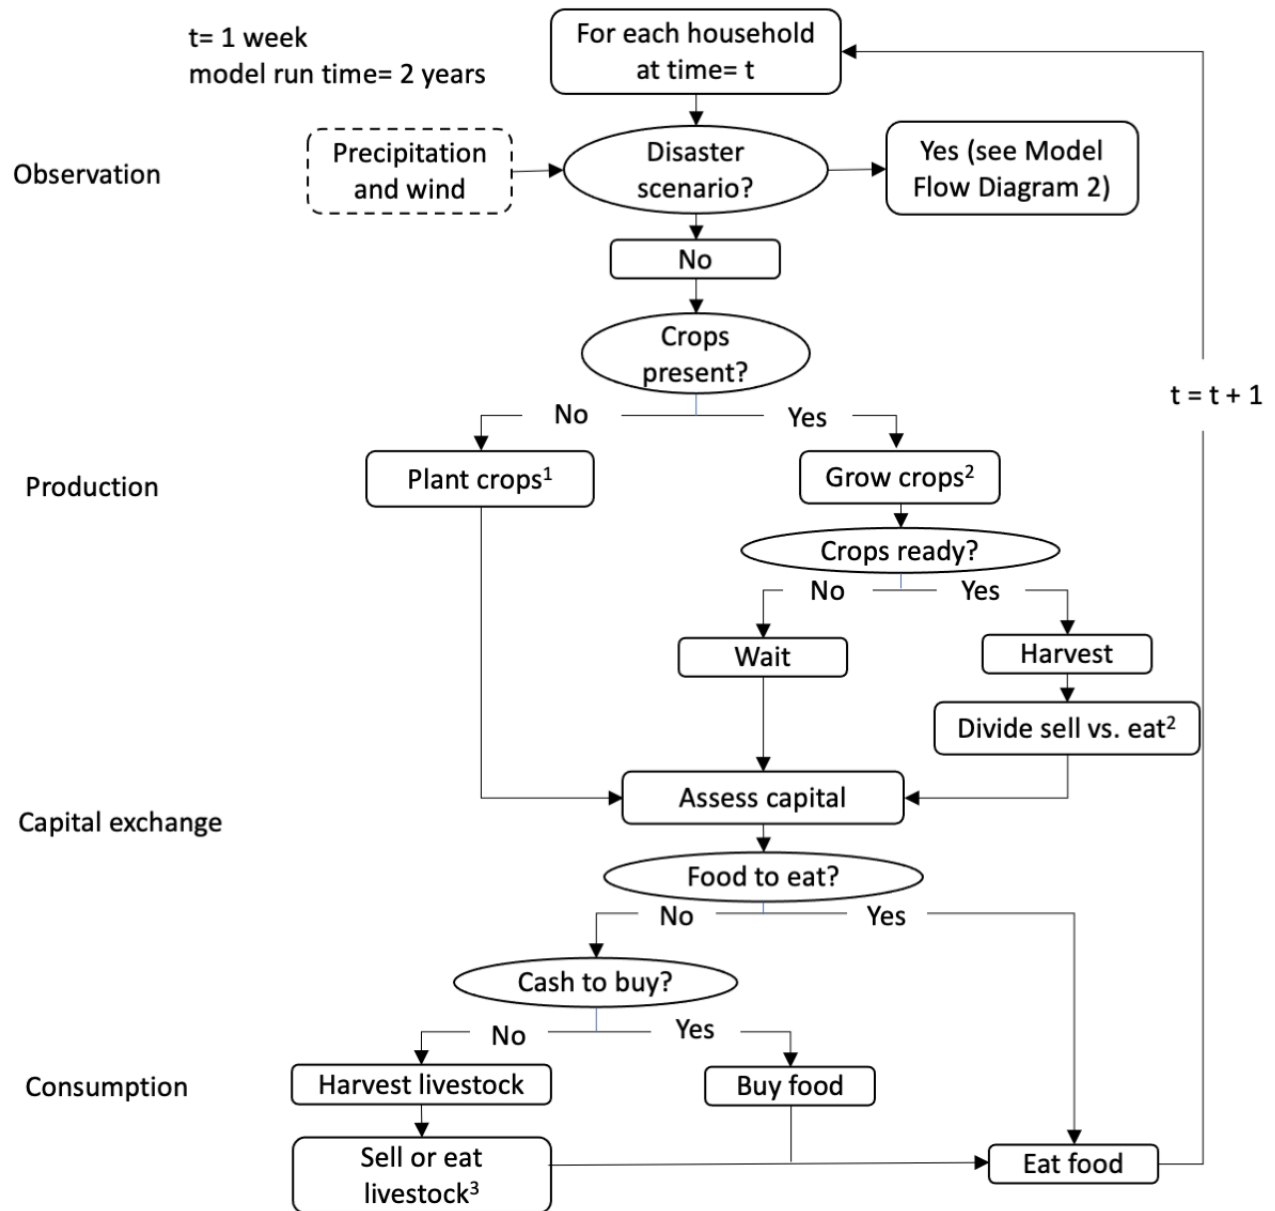 t= 1 week
model run time= 2 years
For each household
at time= t
Observation
Precipitation
and wind
Disaster
scenario?
Yes (see Model
Flow Diagram 2)
No
Crops
present?
t = t + 1
No
Yes
Production
Plant crops¹
Grow crops²
Crops ready?
No
Yes
Wait
Harvest
Divide sell vs. eat²
Capital exchange
Assess capital
Food to eat?
No
Yes
Cash to buy?
No
Yes
Consumption
Harvest livestock
Buy food
Sell or eat
livestock³
Eat food